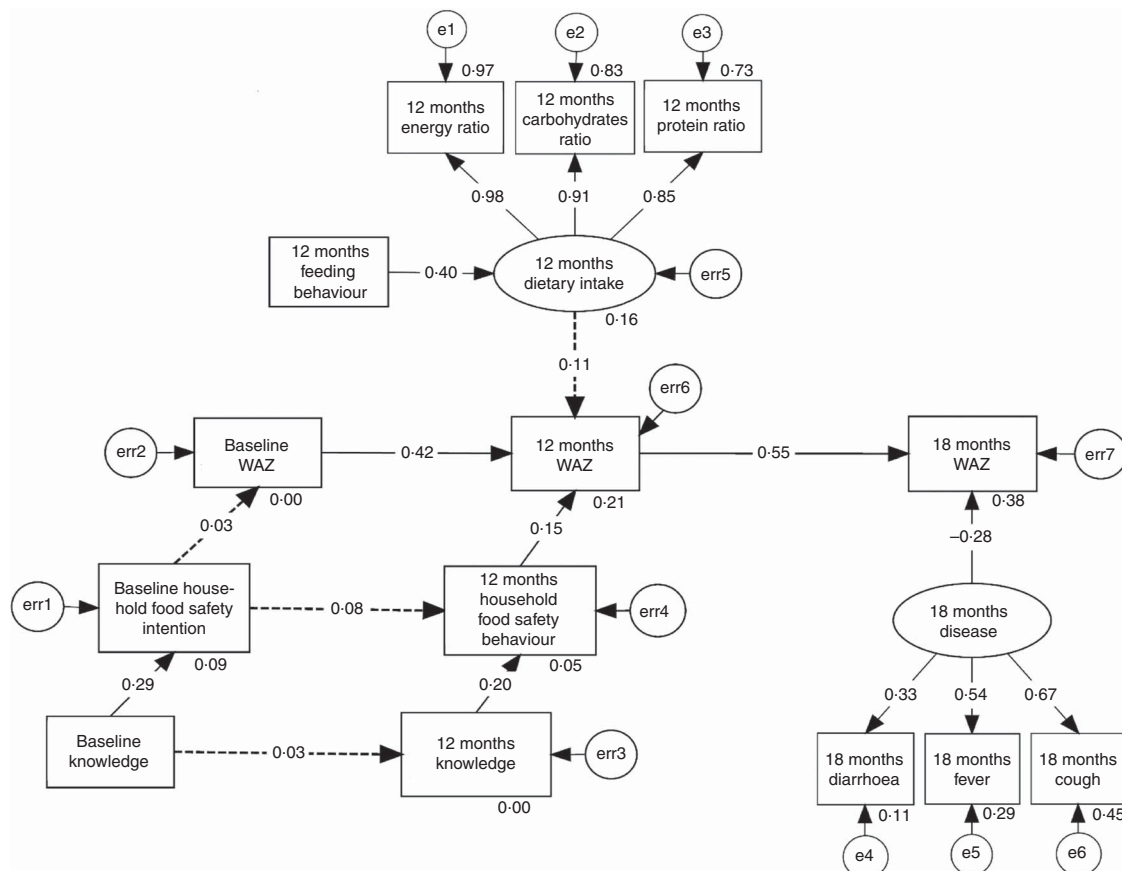 e1
e2
e3
0·97
0·83
0·73
12 months
energy ratio
12 months
carbohydrates
ratio
12 months
protein ratio
0·98
0·91
0·85
12 months
feeding
behaviour
0·40
12 months
dietary intake
err5
0·16
0·11
err6
err2
Baseline
WAZ
0·42
12 months
WAZ
0·55
18 months
WAZ
err7
0·00
0·21
0·38
0·03
0·15
–0·28
err1
Baseline house-
hold food safety
intention
0·08
12 months
household
food safety
behaviour
err4
18 months
disease
0·09
0·05
0·29
0·20
0·33
0·54
0·67
Baseline
knowledge
0·03
12 months
knowledge
err3
18 months
diarrhoea
18 months
fever
18 months
cough
0·00
0·11
0·29
0·45
e4
e5
e6